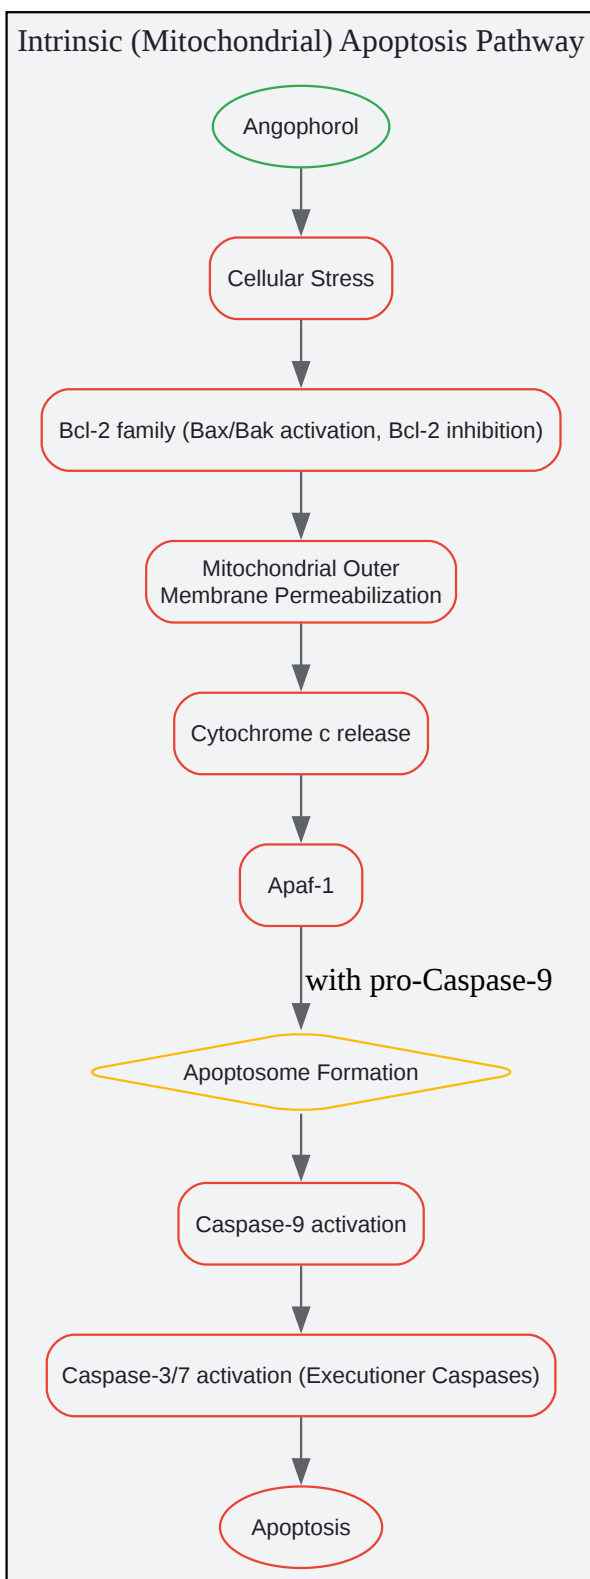 Intrinsic (Mitochondrial) Apoptosis Pathway
Angophorol
Cellular Stress
Bcl-2 family (Bax/Bak activation, Bcl-2 inhibition)
Mitochondrial Outer
Membrane Permeabilization
Cytochrome c release
Apaf-1
with pro-Caspase-9
Apoptosome Formation
Caspase-9 activation
Caspase-3/7 activation (Executioner Caspases)
Apoptosis